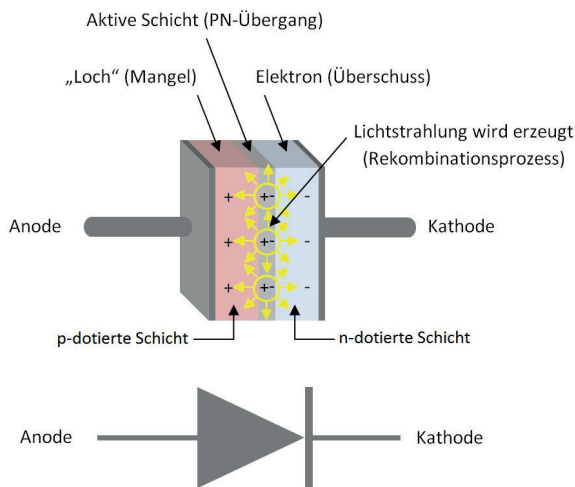 Aktive Schicht (PN-Übergang)
„Loch“ (Mangel)
Elektron (Überschuss)
Lichtstrahlung wird erzeugt
(Rekombinationsprozess)
Anode
Kathode
+
+-
-
+
+-
-
+
+-
-
p-dotierte Schicht
n-dotierte Schicht
Anode
Kathode